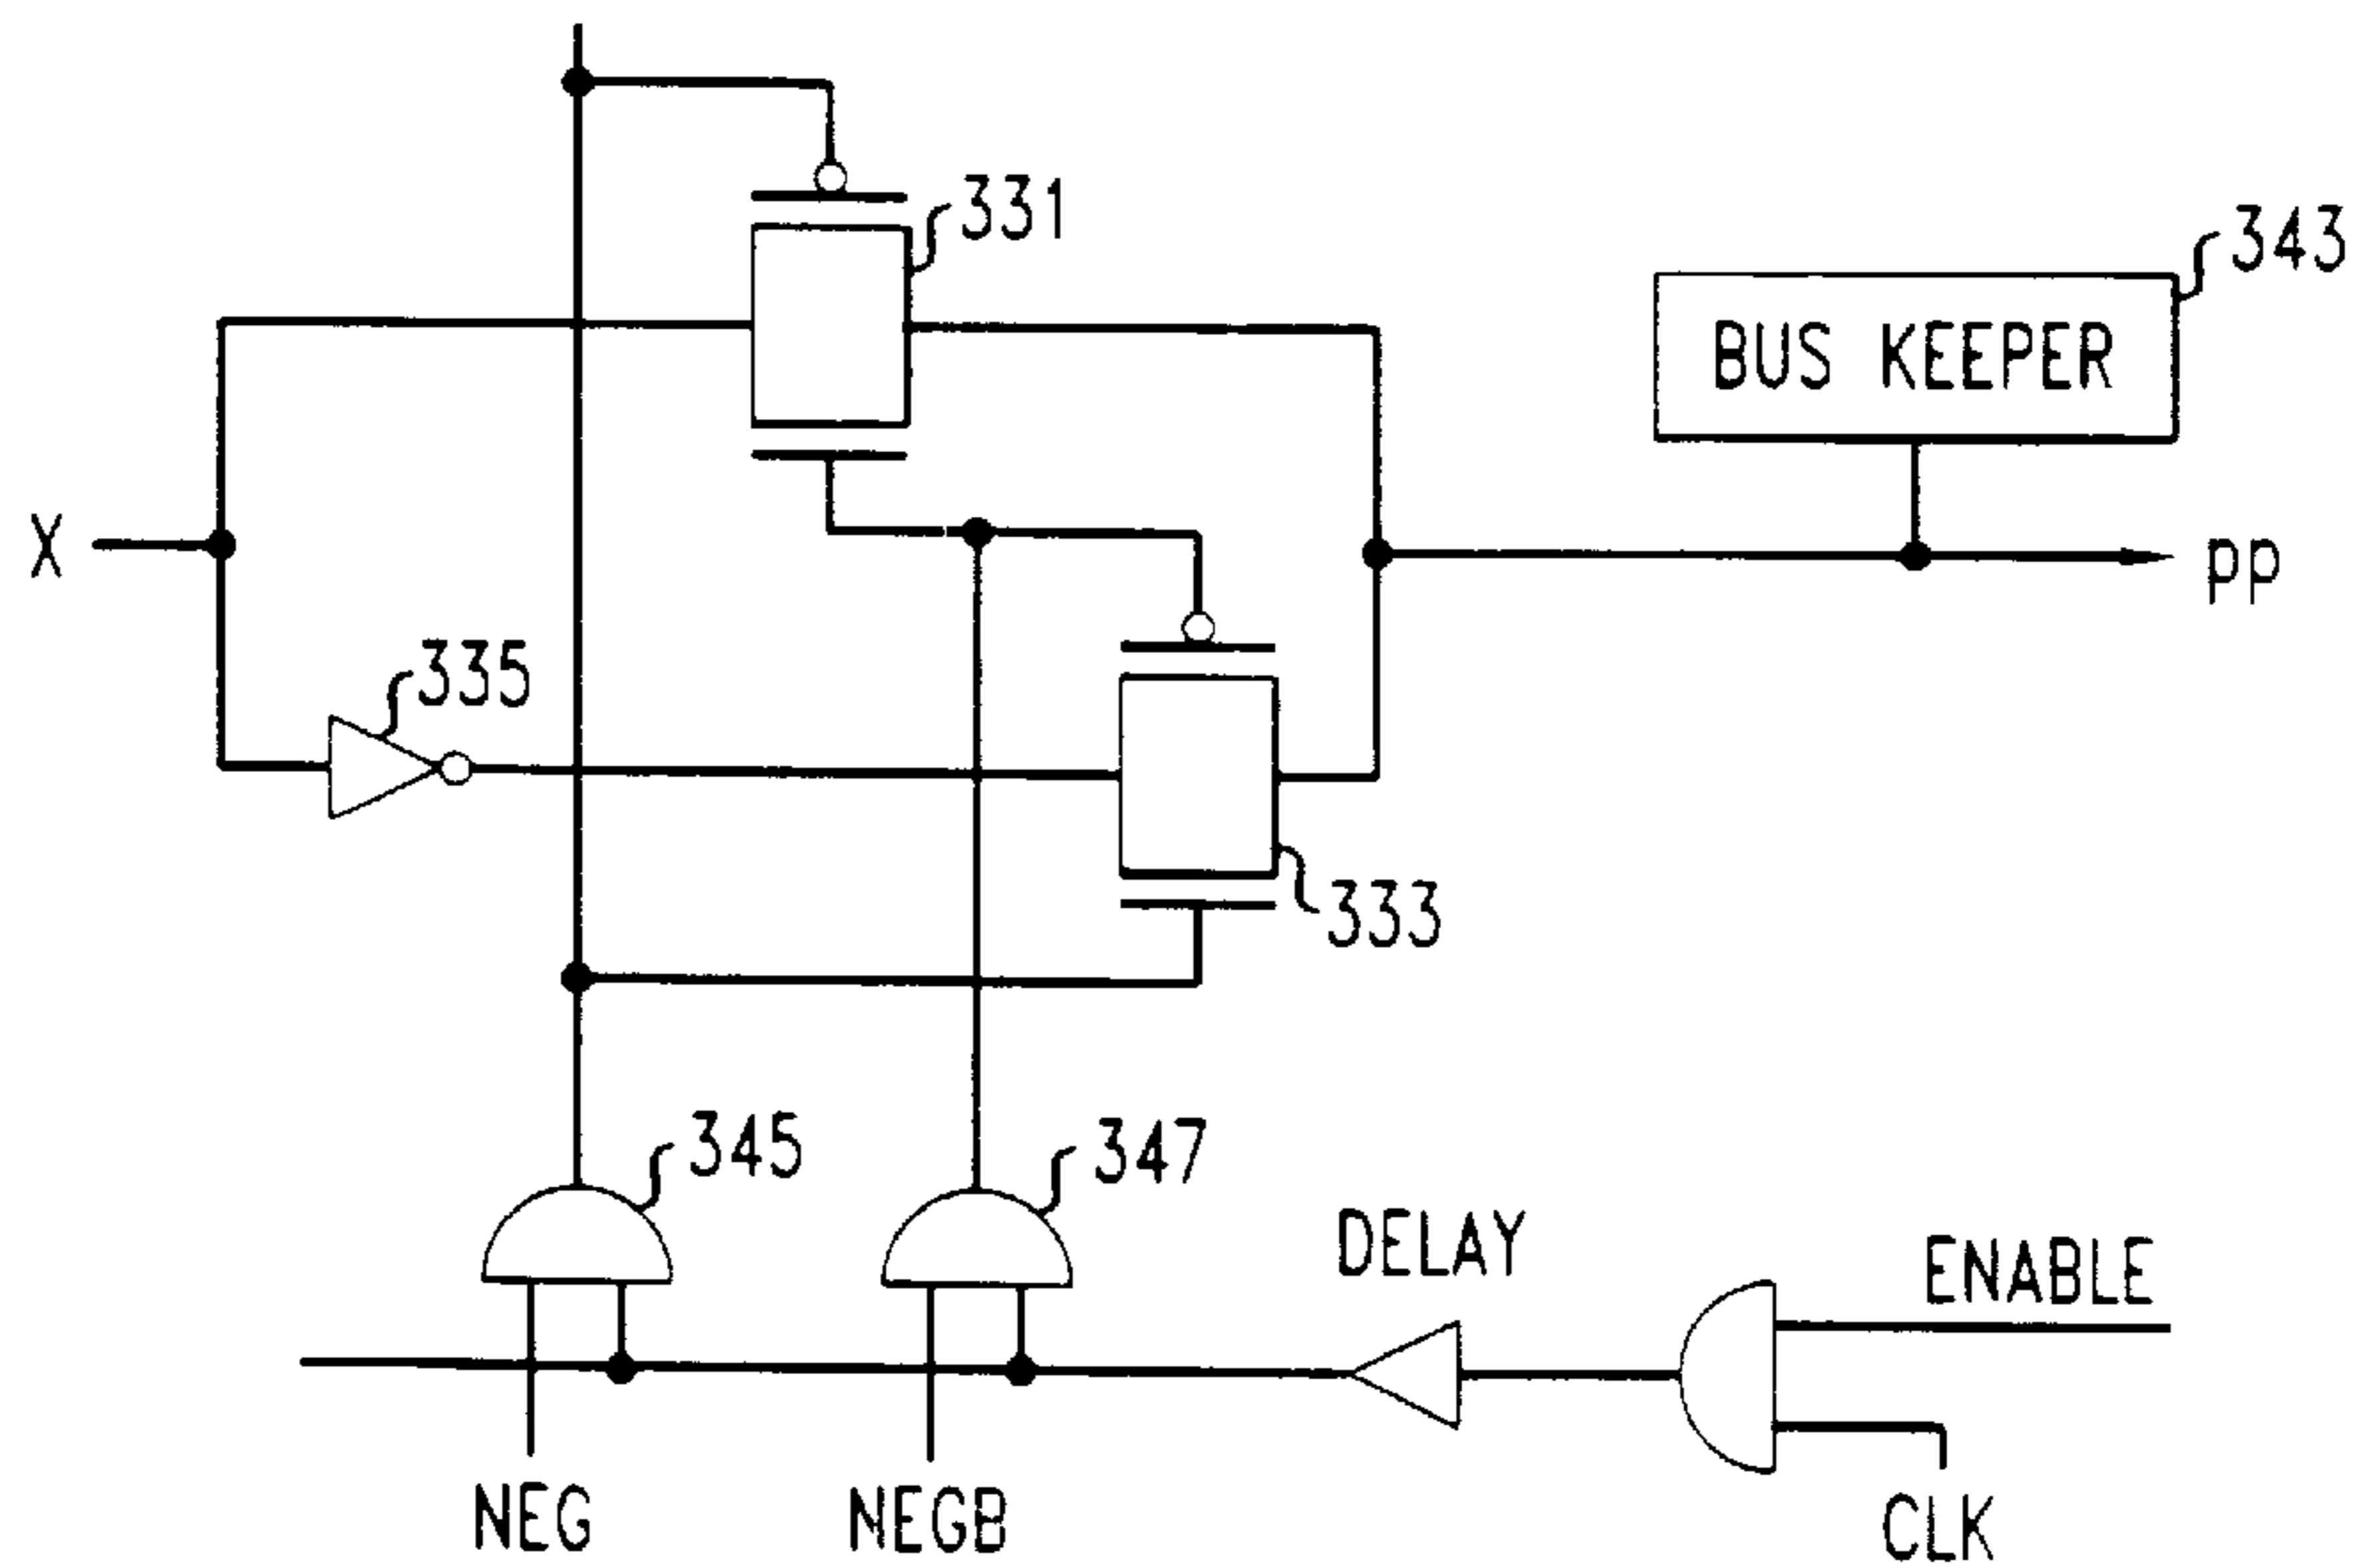 331
343
BUS KEEPER
X
pp
335
333
345
347
DELAY
ENABLE
NEG
NEGB
CLK